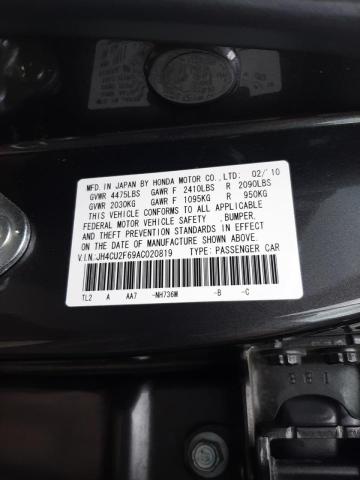 MFD. IN JAPAN BY HONDA MOTOR CO.,LTD: 02/'10
GVWR 4475LBS GAWR F 2410LBS R 2090LBS
GVWR 2030KG GAWR F 1095KG R 950KG
THIS VEHICLE CONFORMS TO ALL APPLICABLE
FEDERAL MOTOR VEHICLE SAFETY ,BUMPER,
AND THEFT PREVENTION STANDARDS IN EFFECT
ON THE DATE OF MANUFACTURE SHOWN ABOVE.
V.I.N:JH4CU2F69AC020819 TYPE: PASSENGER CAR
TL2 A AA7 -NH736M -B -C